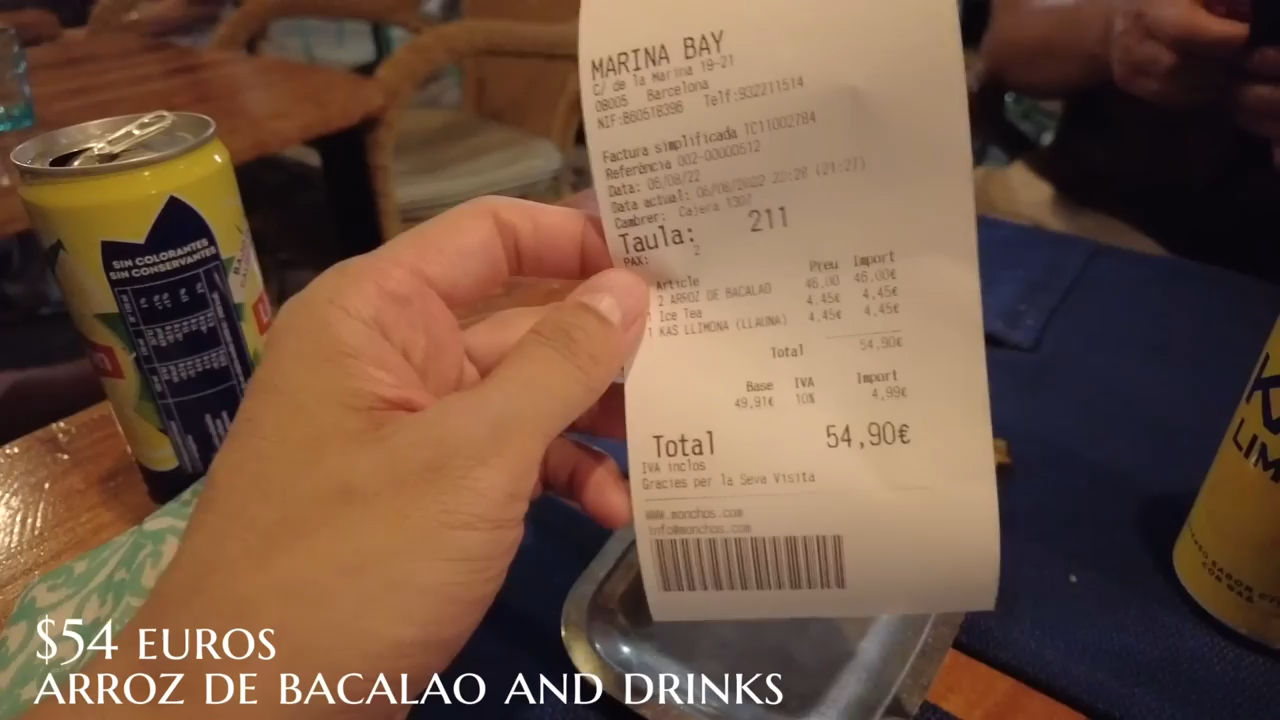 MARINA BAY
C/ de la Marina 19-21
08005 Barcelona
NIF:B60518396 Telf:932211514
Factura simplificada TC11002784
Referència 002-00000512
Data: 06/08/22
Data actual: 06/08/2022 22:28 (21:27)
Cambrer: Cajera 1307
Taula: 211
PAX: 2
Article Preu Import
2 ARROZ DE BACALAO 46,00 46,00€
1 Ice Tea 4,45€ 4,45€
1 KAS LLIMONA (LLAUNA) 4,45€ 4,45€
Total 54,90€
Base IVA Import
49,91€ 10% 4,99€
Total 54,90€
IVA inclos
Gracies per la Seva Visita
WWW.monchos.com
info@monchos.com
SIN COLORANTES
SIN CONSERVANTES
$54 EUROS
ARROZ DE BACALAO AND DRINKS